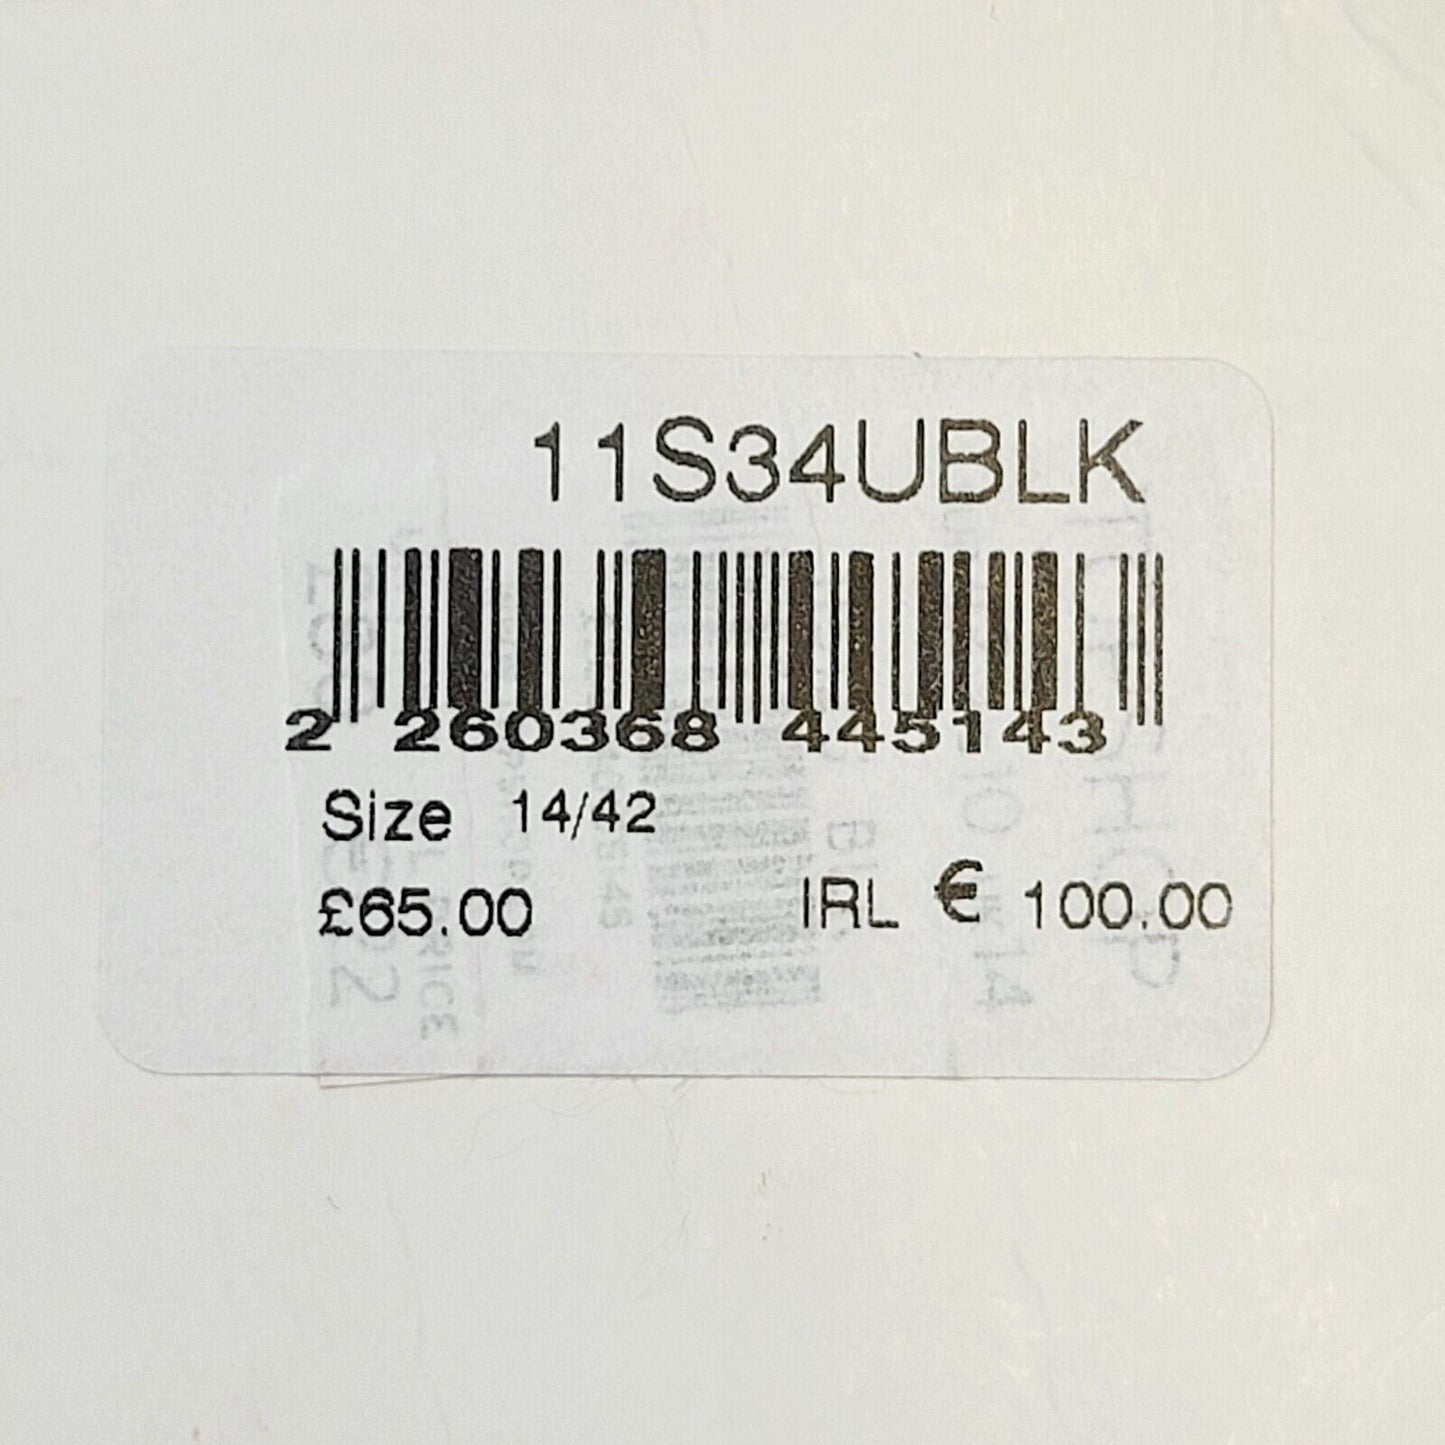 11S34UBLK
2 260368 445143
Size 14/42
£65.00 IRL € 100.00